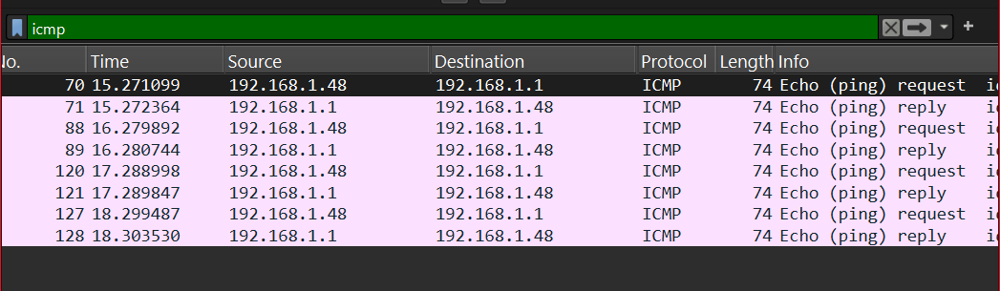 icmp
No. Time Source Destination Protocol Length Info
70 15.271099 192.168.1.48 192.168.1.1 ICMP 74 Echo (ping) request
71 15.272364 192.168.1.1 192.168.1.48 ICMP 74 Echo (ping) reply
88 16.279892 192.168.1.48 192.168.1.1 ICMP 74 Echo (ping) request
89 16.280744 192.168.1.1 192.168.1.48 ICMP 74 Echo (ping) reply
120 17.288998 192.168.1.48 192.168.1.1 ICMP 74 Echo (ping) request
121 17.289847 192.168.1.1 192.168.1.48 ICMP 74 Echo (ping) reply
127 18.299487 192.168.1.48 192.168.1.1 ICMP 74 Echo (ping) request
128 18.303530 192.168.1.1 192.168.1.48 ICMP 74 Echo (ping) reply